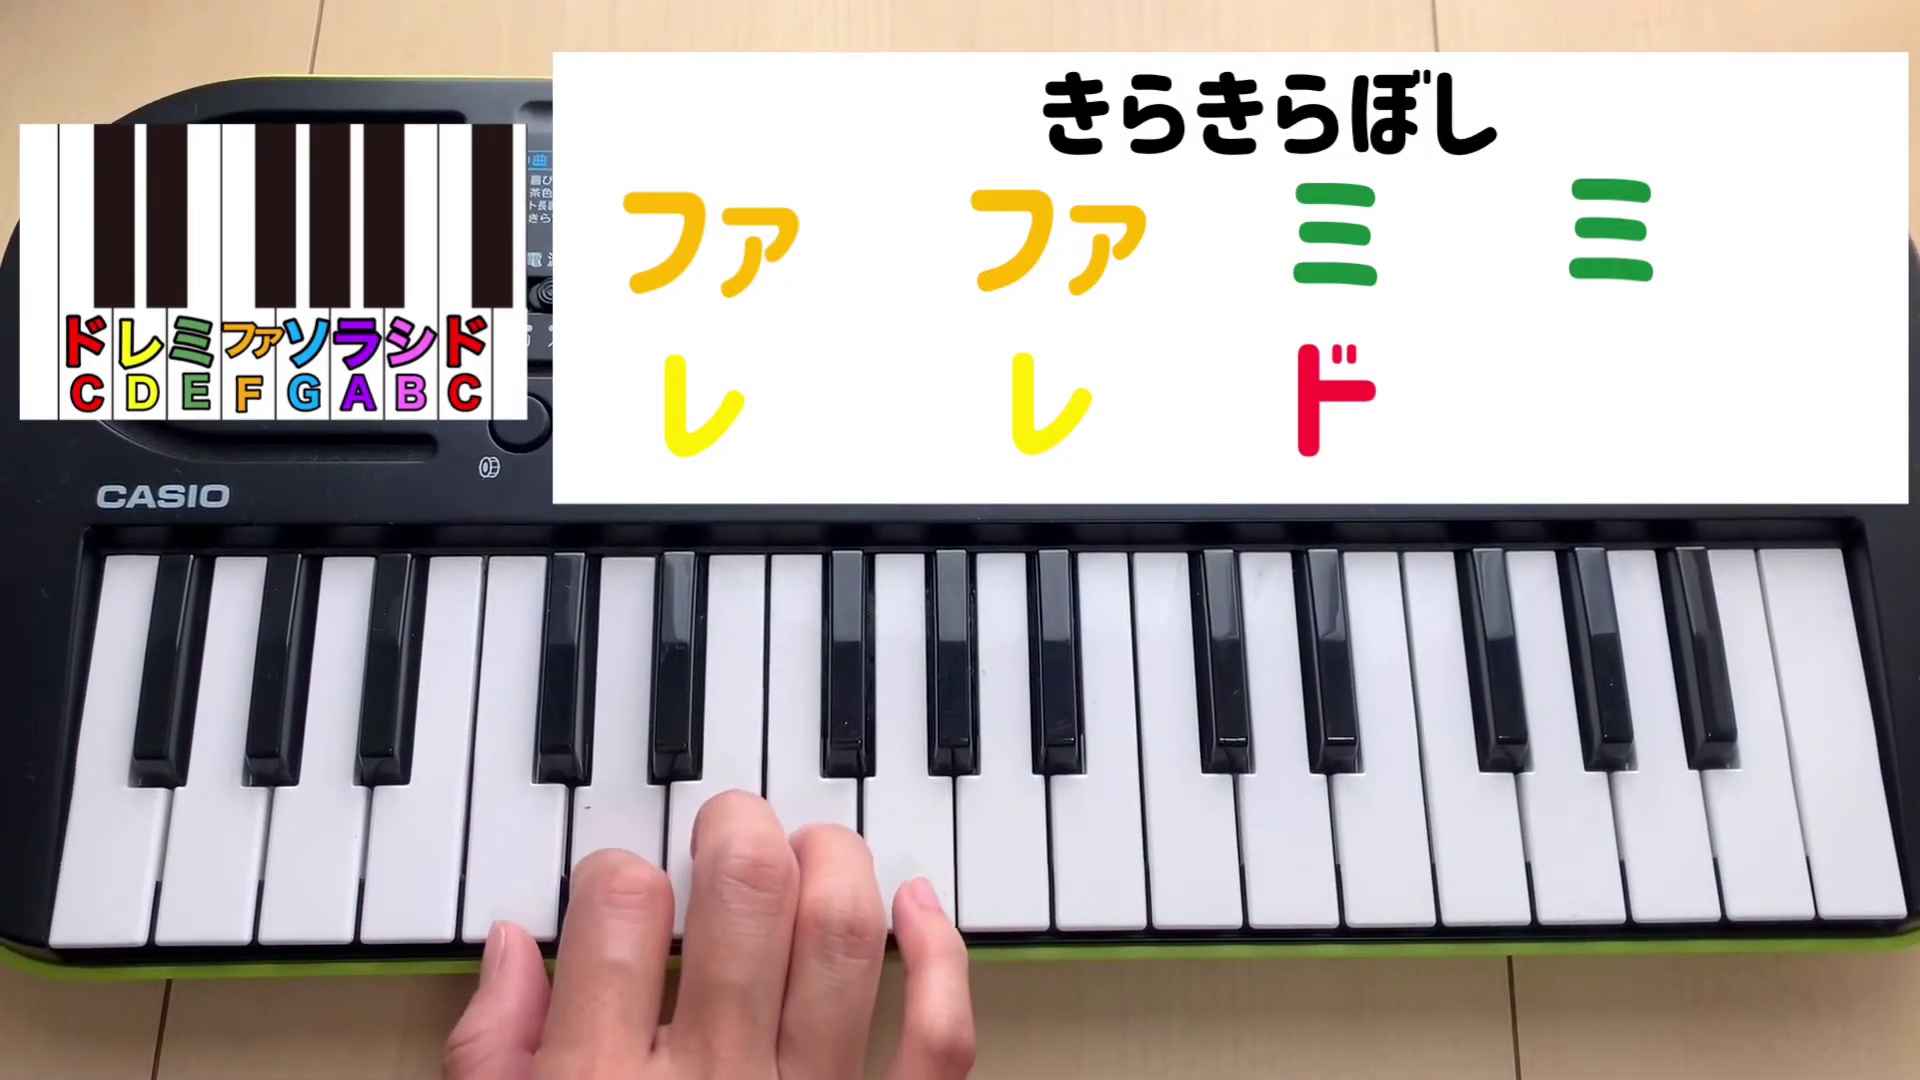 きらきらぼし
ファ ファ ミ ミ
レ レ ド
ド レ ミ ファ ソ ラ シ ド
C D E F G A B C
CASIO